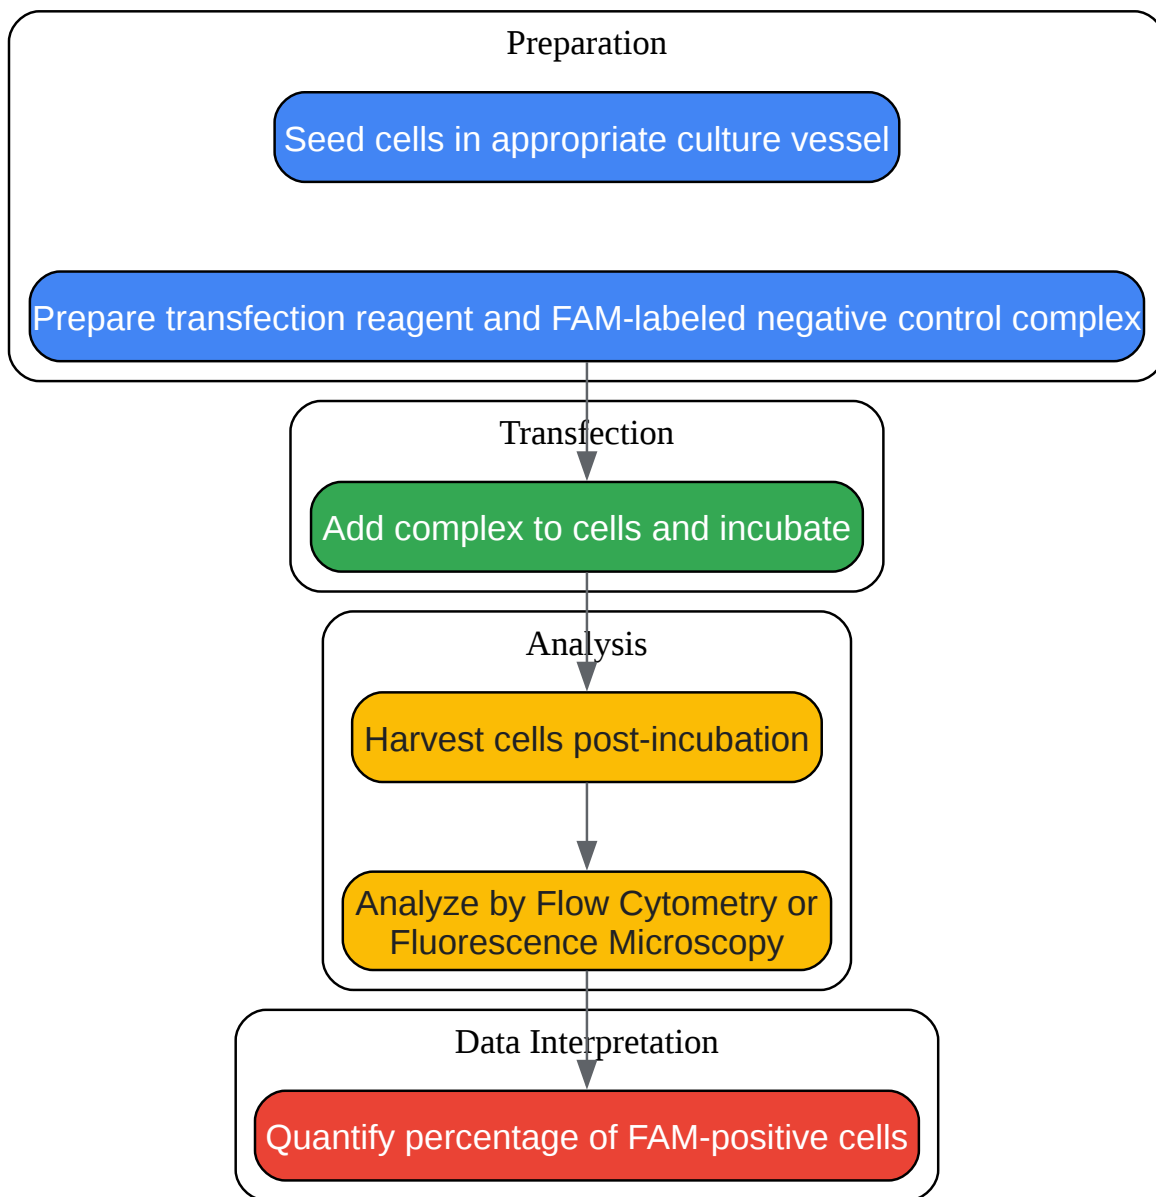 Preparation
Seed cells in appropriate culture vessel
Prepare transfection reagent and FAM-labeled negative control complex
Transfection
Add complex to cells and incubate
Analysis
Harvest cells post-incubation
Analyze by Flow Cytometry or
Fluorescence Microscopy
Data Interpretation
Quantify percentage of FAM-positive cells